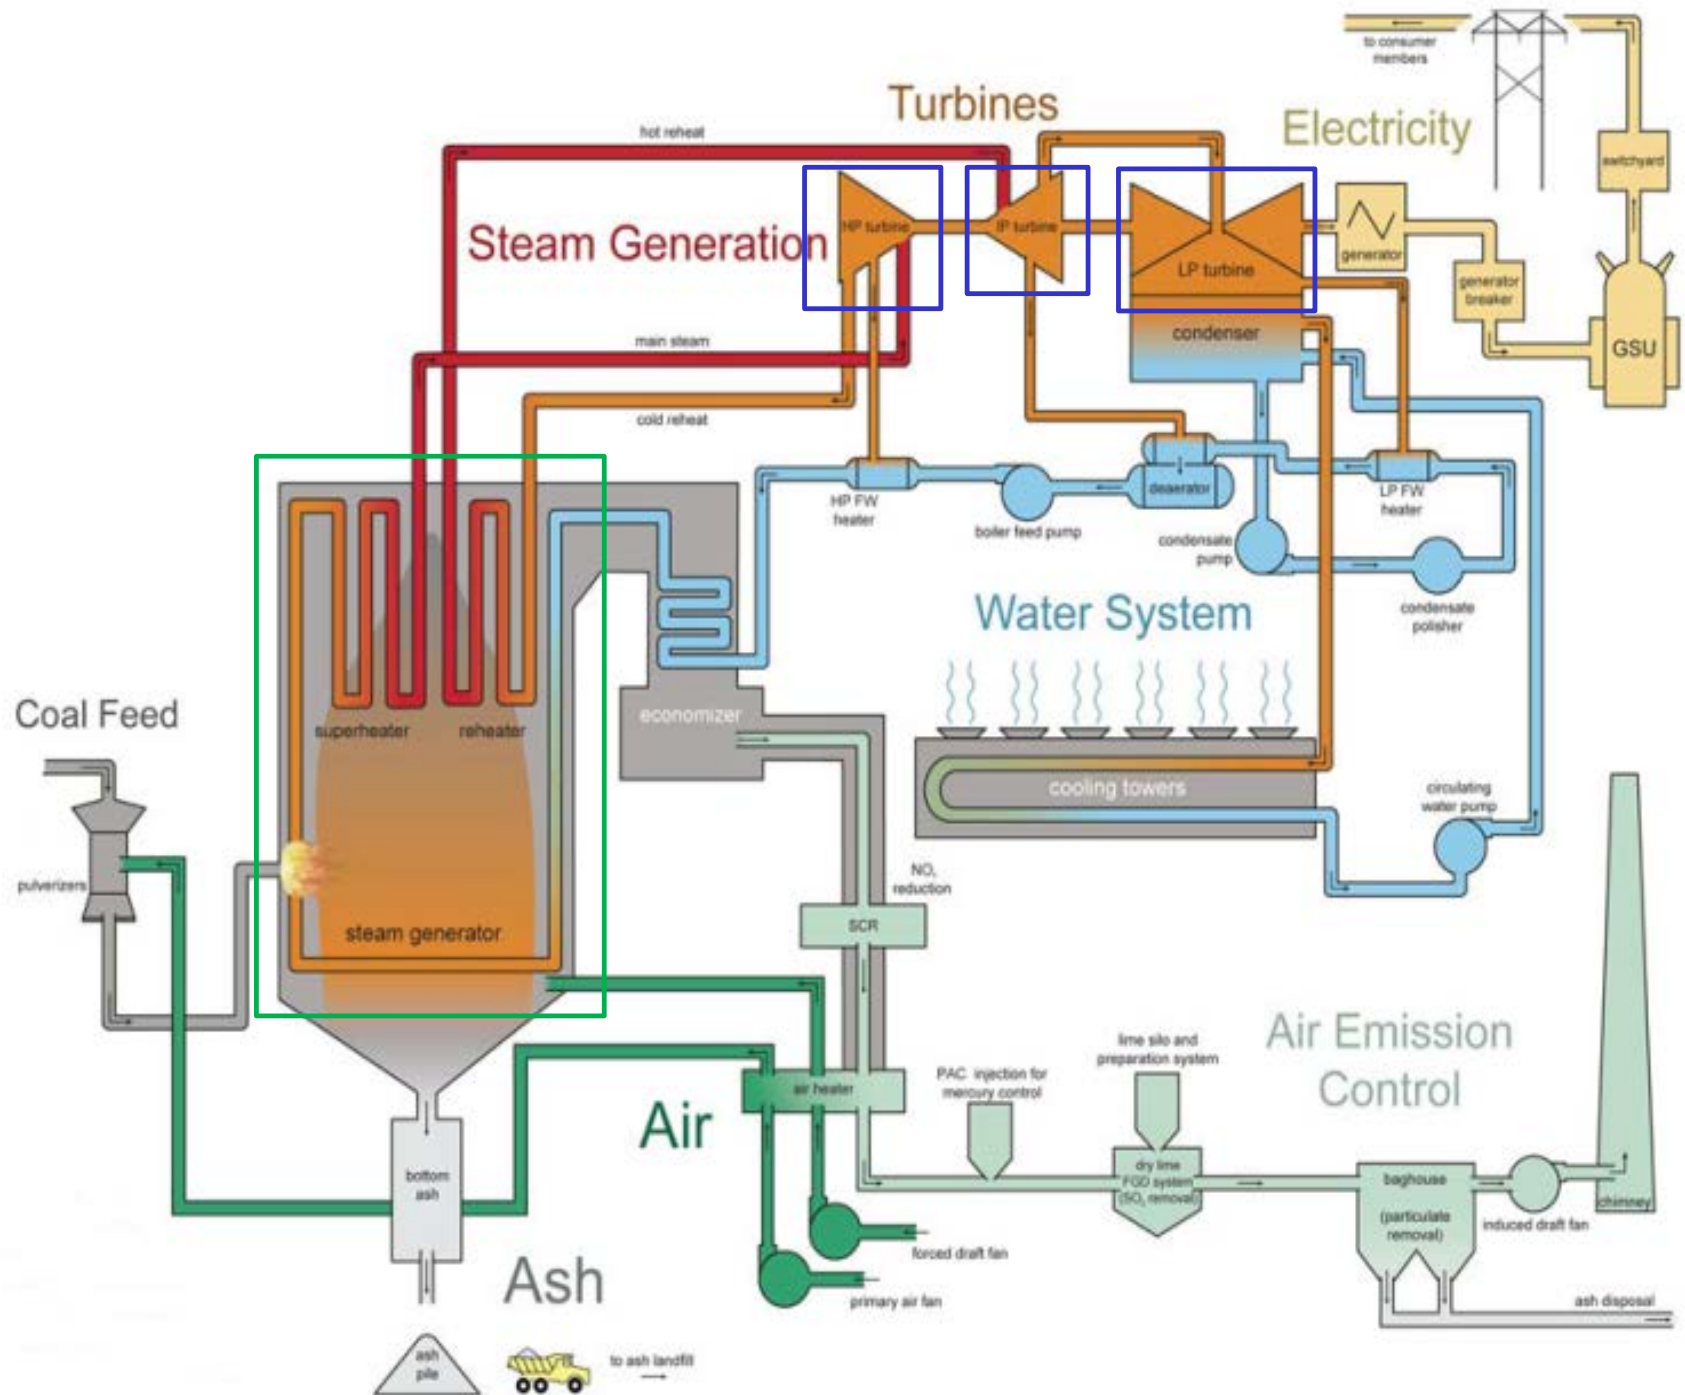 to consumer
members
Turbines
Electricity
hot reheat
switchyard
Steam Generation
HP turbine
IP turbine
LP turbine
generator
generator
breaker
GSU
condenser
main steam
cold reheat
HP FW
heater
boiler feed pump
deaerator
LP FW
heater
condensate
pump
condensate
polisher
Water System
Coal Feed
superheater
reheater
economizer
cooling towers
circulating
water pump
pulverizers
NOx
reduction
SCR
steam generator
Air Emission
Control
lime silo and
preparation system
PAC injection for
mercury control
air heater
Air
bottom
ash
dry lime
FGD system
(SO2 removal)
baghouse
(particulate
removal)
chimney
induced draft fan
forced draft fan
Ash
primary air fan
ash disposal
ash
pile
to ash landfill